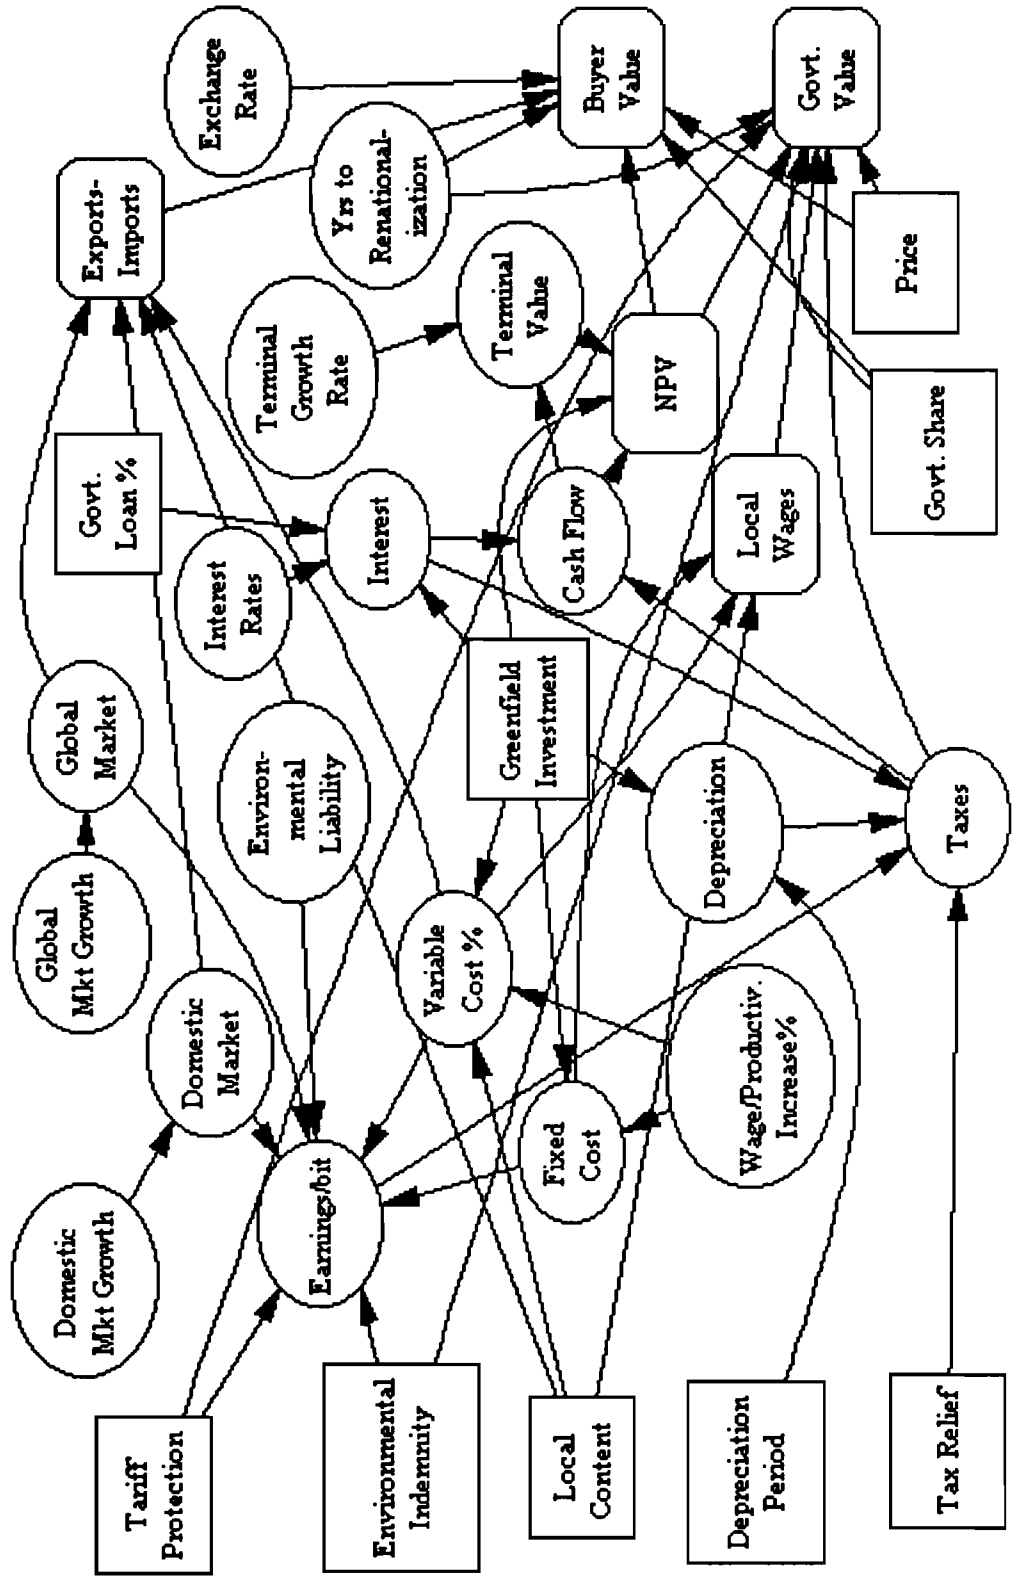 Tariff
Protection
Domestic
Mkt Growth
Global
Mkt Growth
Global
Market
Govt.
Loan %
Exports-
Imports
Domestic
Market
Interest
Rates
Exchange
Rate
Environ-
mental
Liability
Terminal
Growth
Rate
Earnings/bit
Yrs to
Renational-
ization
Environmental
Indemnity
Interest
Variable
Cost %
Terminal
Value
Greenfield
Investment
Local
Content
Fixed
Cost
Cash Flow
Buyer
Value
NPV
Depreciation
Period
Wage/Productiv.
Increase%
Depreciation
Local
Wages
Govt.
Value
Tax Relief
Taxes
Govt. Share
Price